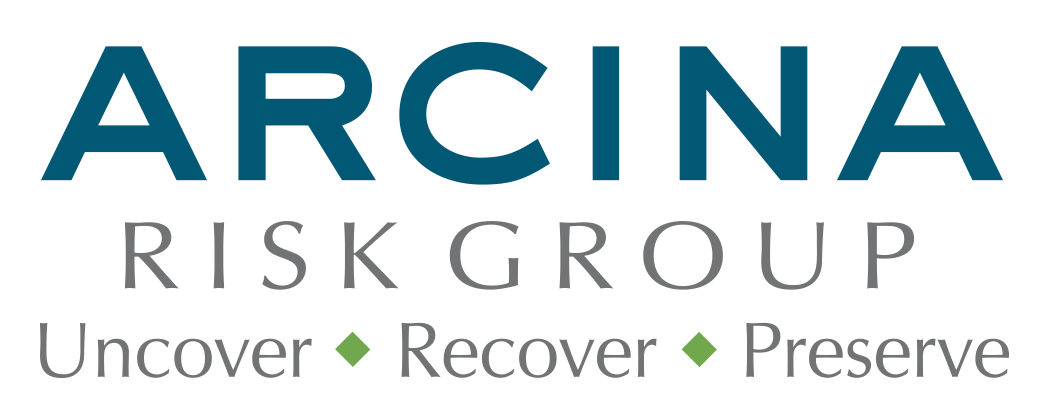 ARCINA
RISK GROUP
Uncover ◆ Recover ◆ Preserve